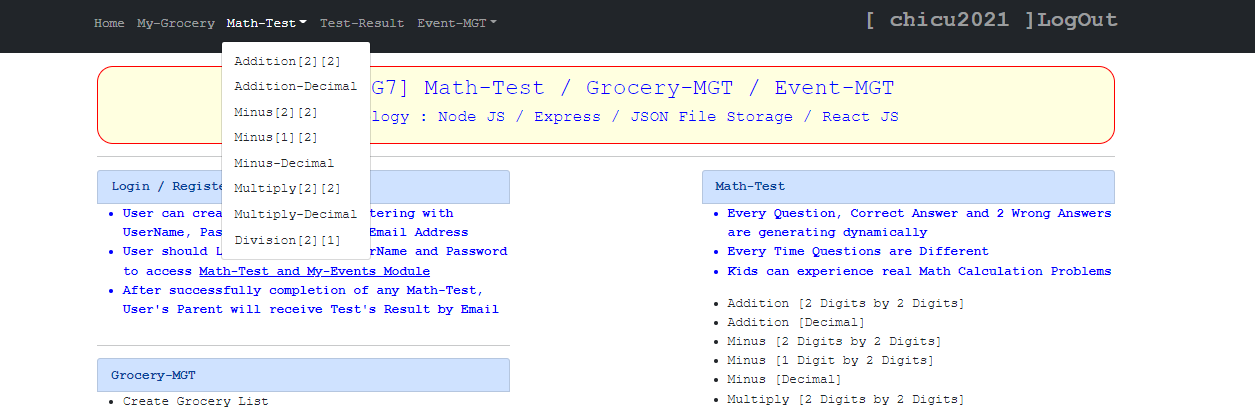 Home My-Grocery Math-Test Test-Result Event-MGT [ chicu2021 ]LogOut
Addition[2][2]
Addition-Decimal
Minus[2][2]
Minus[1][2]
Minus-Decimal
Multiply[2][2]
Multiply-Decimal
Division[2][1]
G7] Math-Test / Grocery-MGT / Event-MGT
logy : Node JS / Express / JSON File Storage / React JS
Login / Registe
• User can crea tering with
UserName, Pas Email Address
• User should L rName and Password
to access Math-Test and My-Events Module
• After successfully completion of any Math-Test,
User's Parent will receive Test's Result by Email
Grocery-MGT
• Create Grocery List
Math-Test
• Every Question, Correct Answer and 2 Wrong Answers
are generating dynamically
• Every Time Questions are Different
• Kids can experience real Math Calculation Problems
• Addition [2 Digits by 2 Digits]
• Addition [Decimal]
• Minus [2 Digits by 2 Digits]
• Minus [1 Digit by 2 Digits]
• Minus [Decimal]
• Multiply [2 Digits by 2 Digits]